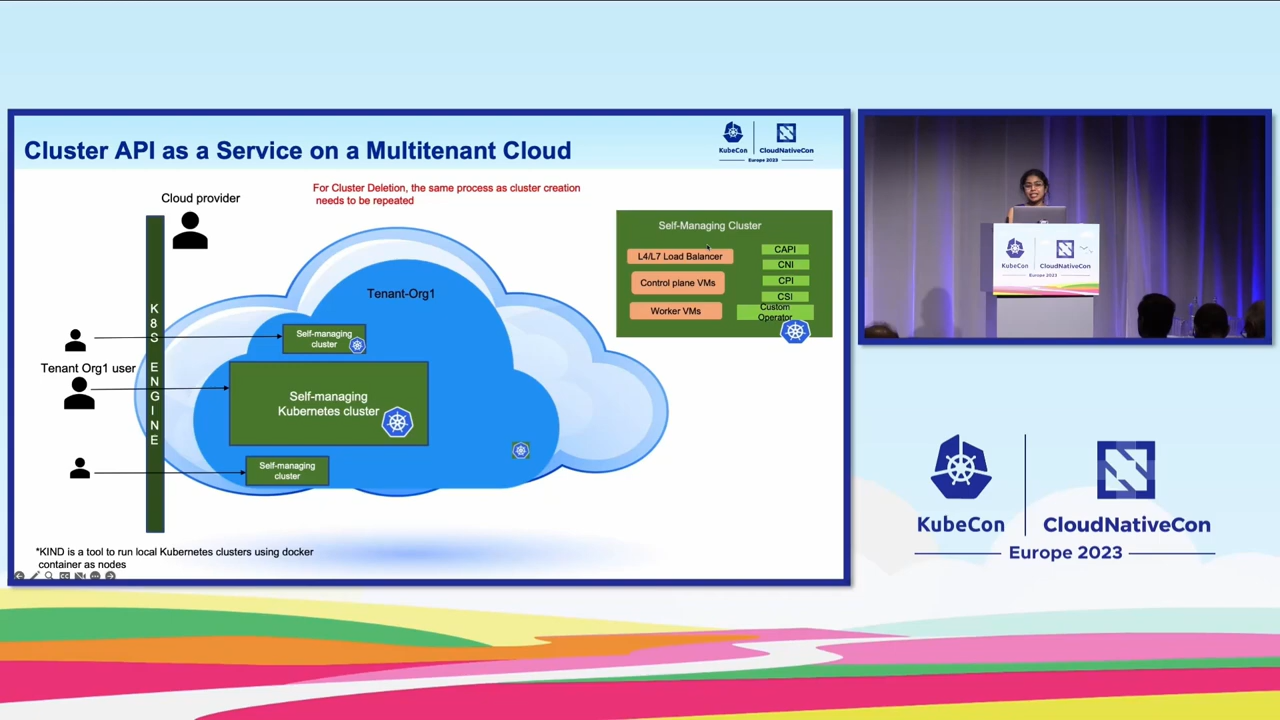 Cluster API as a Service on a Multitenant Cloud
KubeCon
CloudNativeCon
Europe 2023
Cloud provider
For Cluster Deletion, the same process as cluster creation
needs to be repeated
K8S ENGINE
Tenant Org1 user
Tenant-Org1
Self-managing
cluster
Self-managing
Kubernetes cluster
Self-managing
cluster
Self-Managing Cluster
L4/L7 Load Balancer
Control plane VMs
Worker VMs
CAPI
CNI
CPI
CSI
Custom
Operator
*KIND is a tool to run local Kubernetes clusters using docker
container as nodes
KubeCon
CloudNativeCon
Europe 2023
KubeCon
CloudNativeCon
Europe 2023